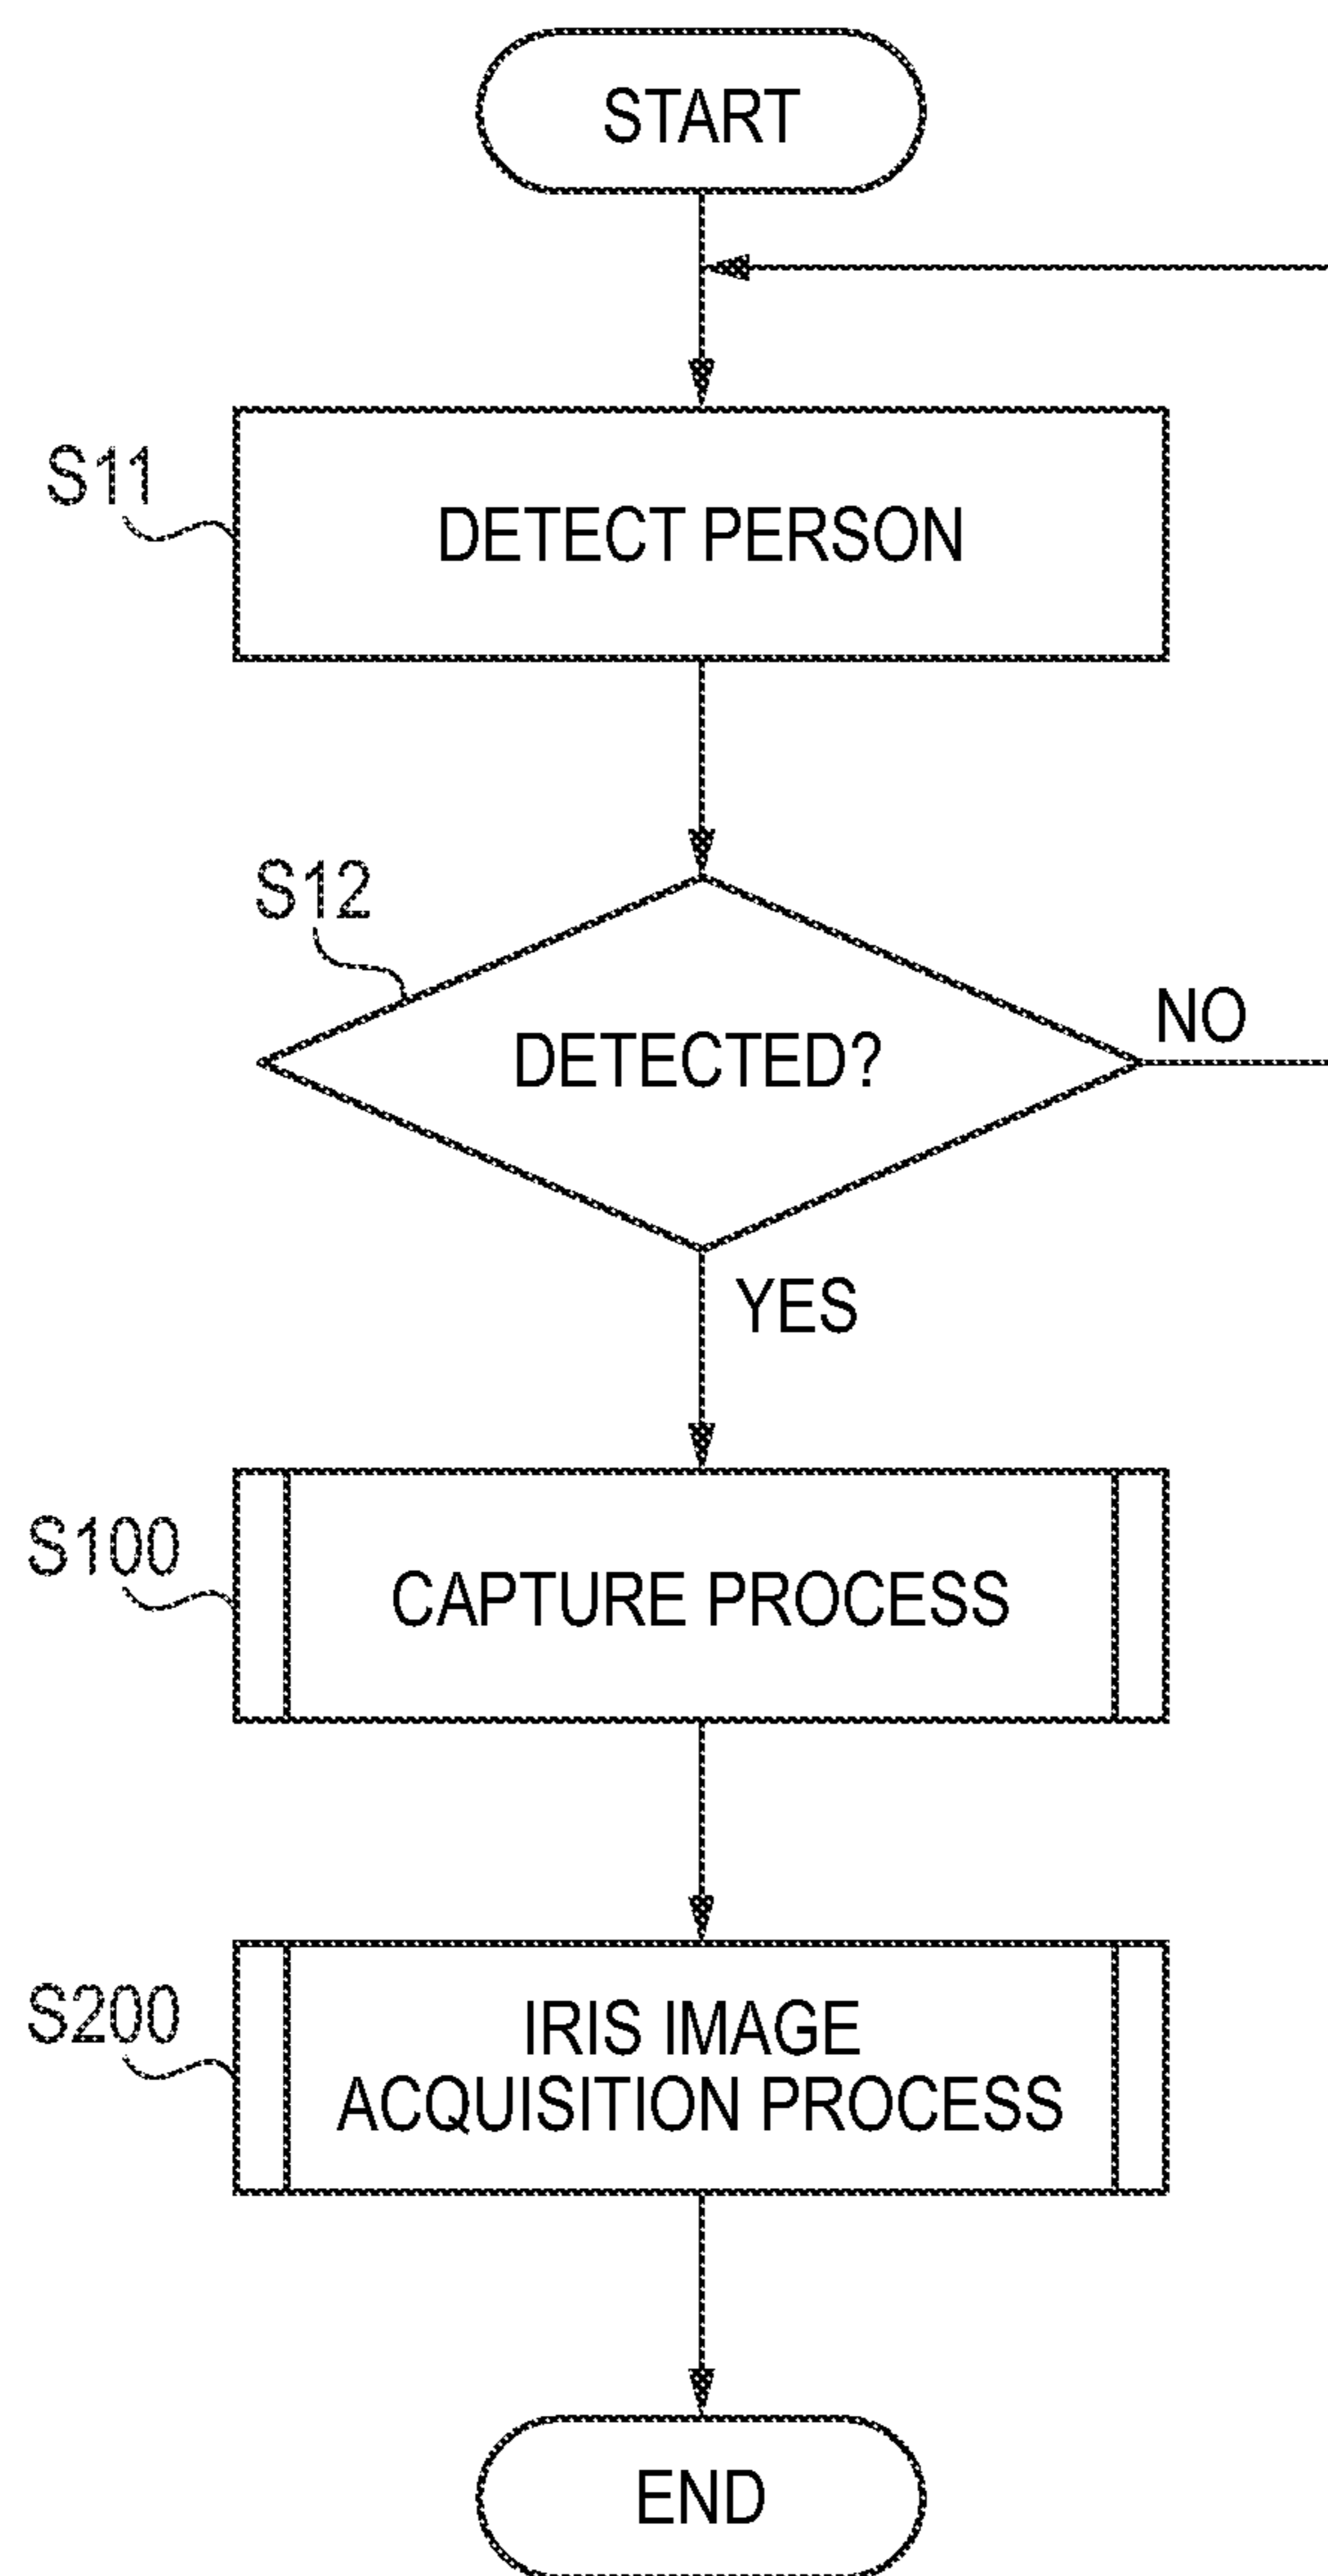 START
S11
DETECT PERSON
S12
DETECTED?
NO
YES
S100
CAPTURE PROCESS
S200
IRIS IMAGE
ACQUISITION PROCESS
END